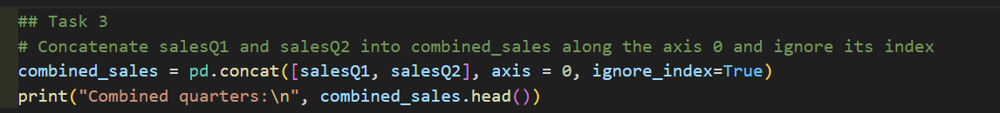 ## Task 3
# Concatenate salesQ1 and salesQ2 into combined_sales along the axis 0 and ignore its index
combined_sales = pd.concat([salesQ1, salesQ2], axis = 0, ignore_index=True)
print("Combined quarters:\n", combined_sales.head())